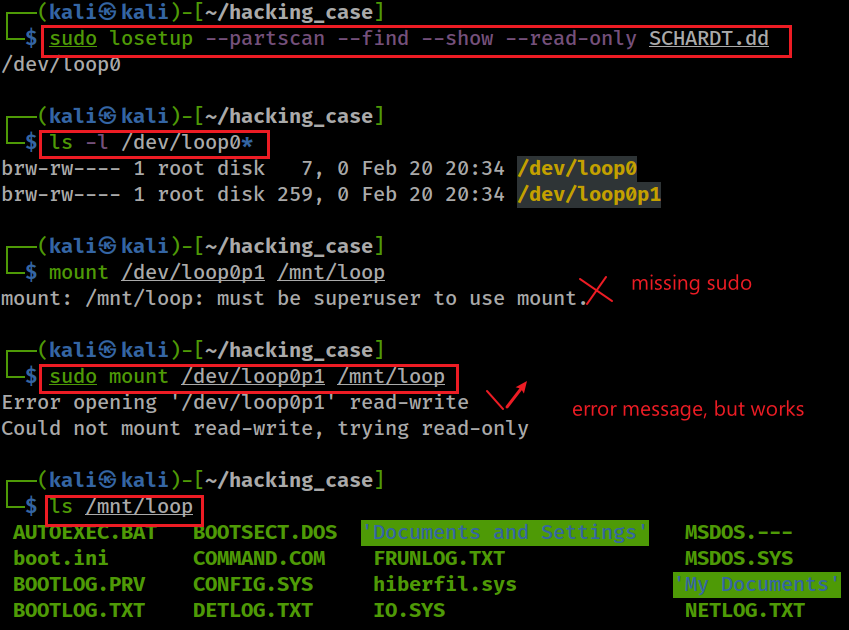 ┌──(kali㉿kali)-[~/hacking_case]
└─$ sudo losetup --partscan --find --show --read-only SCHARDT.dd
/dev/loop0
┌──(kali㉿kali)-[~/hacking_case]
└─$ ls -l /dev/loop0*
brw-rw---- 1 root disk   7, 0 Feb 20 20:34 /dev/loop0
brw-rw---- 1 root disk 259, 0 Feb 20 20:34 /dev/loop0p1
┌──(kali㉿kali)-[~/hacking_case]
└─$ mount /dev/loop0p1 /mnt/loop
mount: /mnt/loop: must be superuser to use mount.
missing sudo
┌──(kali㉿kali)-[~/hacking_case]
└─$ sudo mount /dev/loop0p1 /mnt/loop
Error opening '/dev/loop0p1' read-write
error message, but works
Could not mount read-write, trying read-only
┌──(kali㉿kali)-[~/hacking_case]
└─$ ls /mnt/loop
AUTOEXEC.BAT   BOOTSECT.DOS  'Documents and Settings'   MSDOS.---
boot.ini       COMMAND.COM    FRUNLOG.TXT               MSDOS.SYS
BOOTLOG.PRV    CONFIG.SYS     hiberfil.sys             'My Documents'
BOOTLOG.TXT    DETLOG.TXT     IO.SYS                    NETLOG.TXT